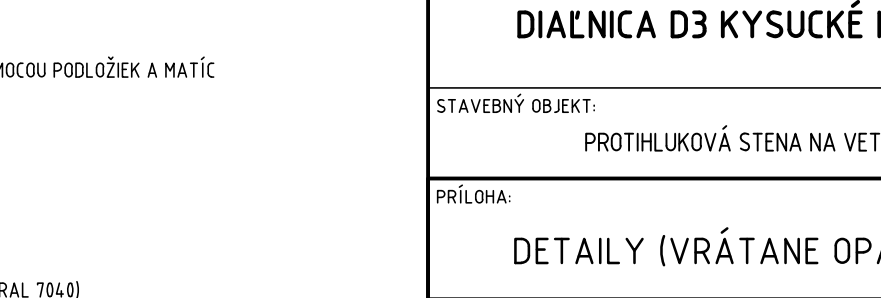 MOCOU PODLOŽIEK A MATÍC
RAL 7040)
DIAĽNICA D3 KYSUCKÉ
STAVEBNÝ OBJEKT:
PROTIHLUKOVÁ STENA NA VET
PRÍLOHA:
DETAILY (VRÁTANE OP